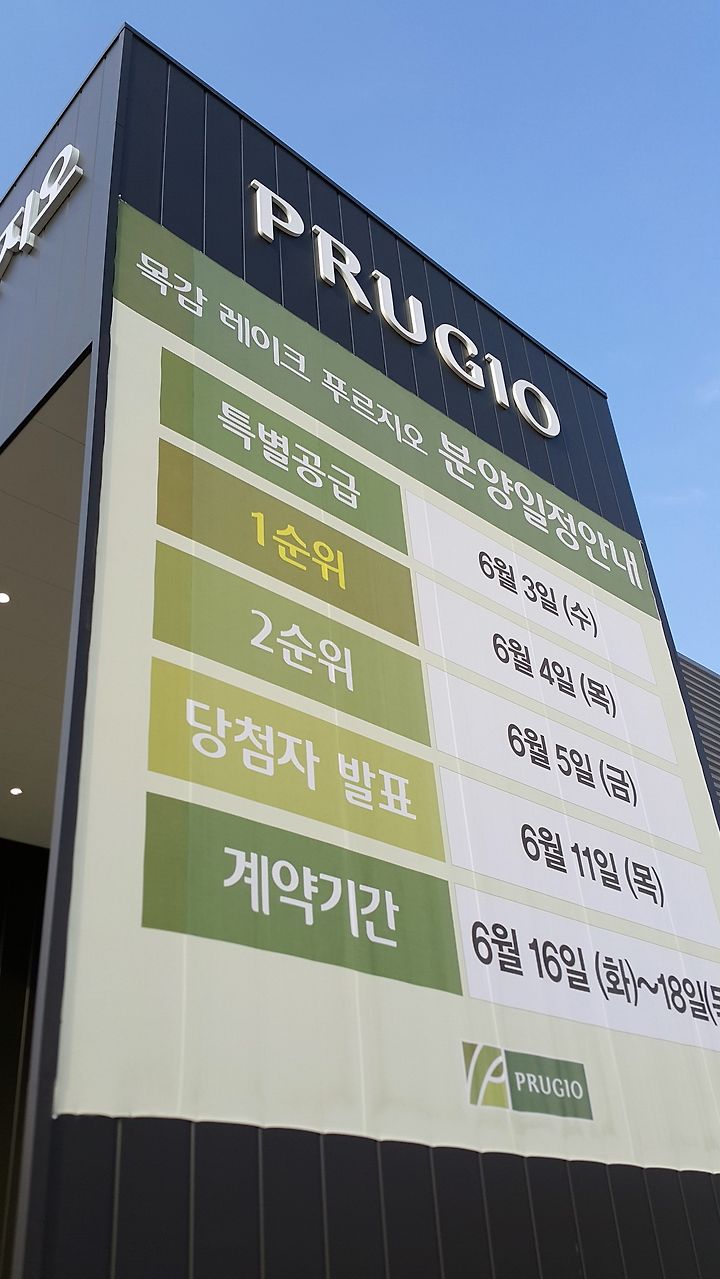 지오
PRUGIO
목감 레이크 푸르지오 분양일정안내
특별공급 6월 3일 (수)
1순위 6월 4일 (목)
2순위 6월 5일 (금)
당첨자 발표 6월 11일 (목)
계약기간 6월 16일 (화)~18일(목
PRUGIO